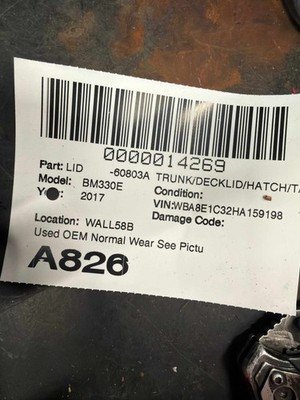 0000014269
Part: LID -60803A TRUNK/DECKLID/HATCH/TA
Model: BM330E Condition:
2017 VIN:WBA8E1C32HA159198
Location: WALL58B Damage Code:
Used OEM Normal Wear See Pictu
A826